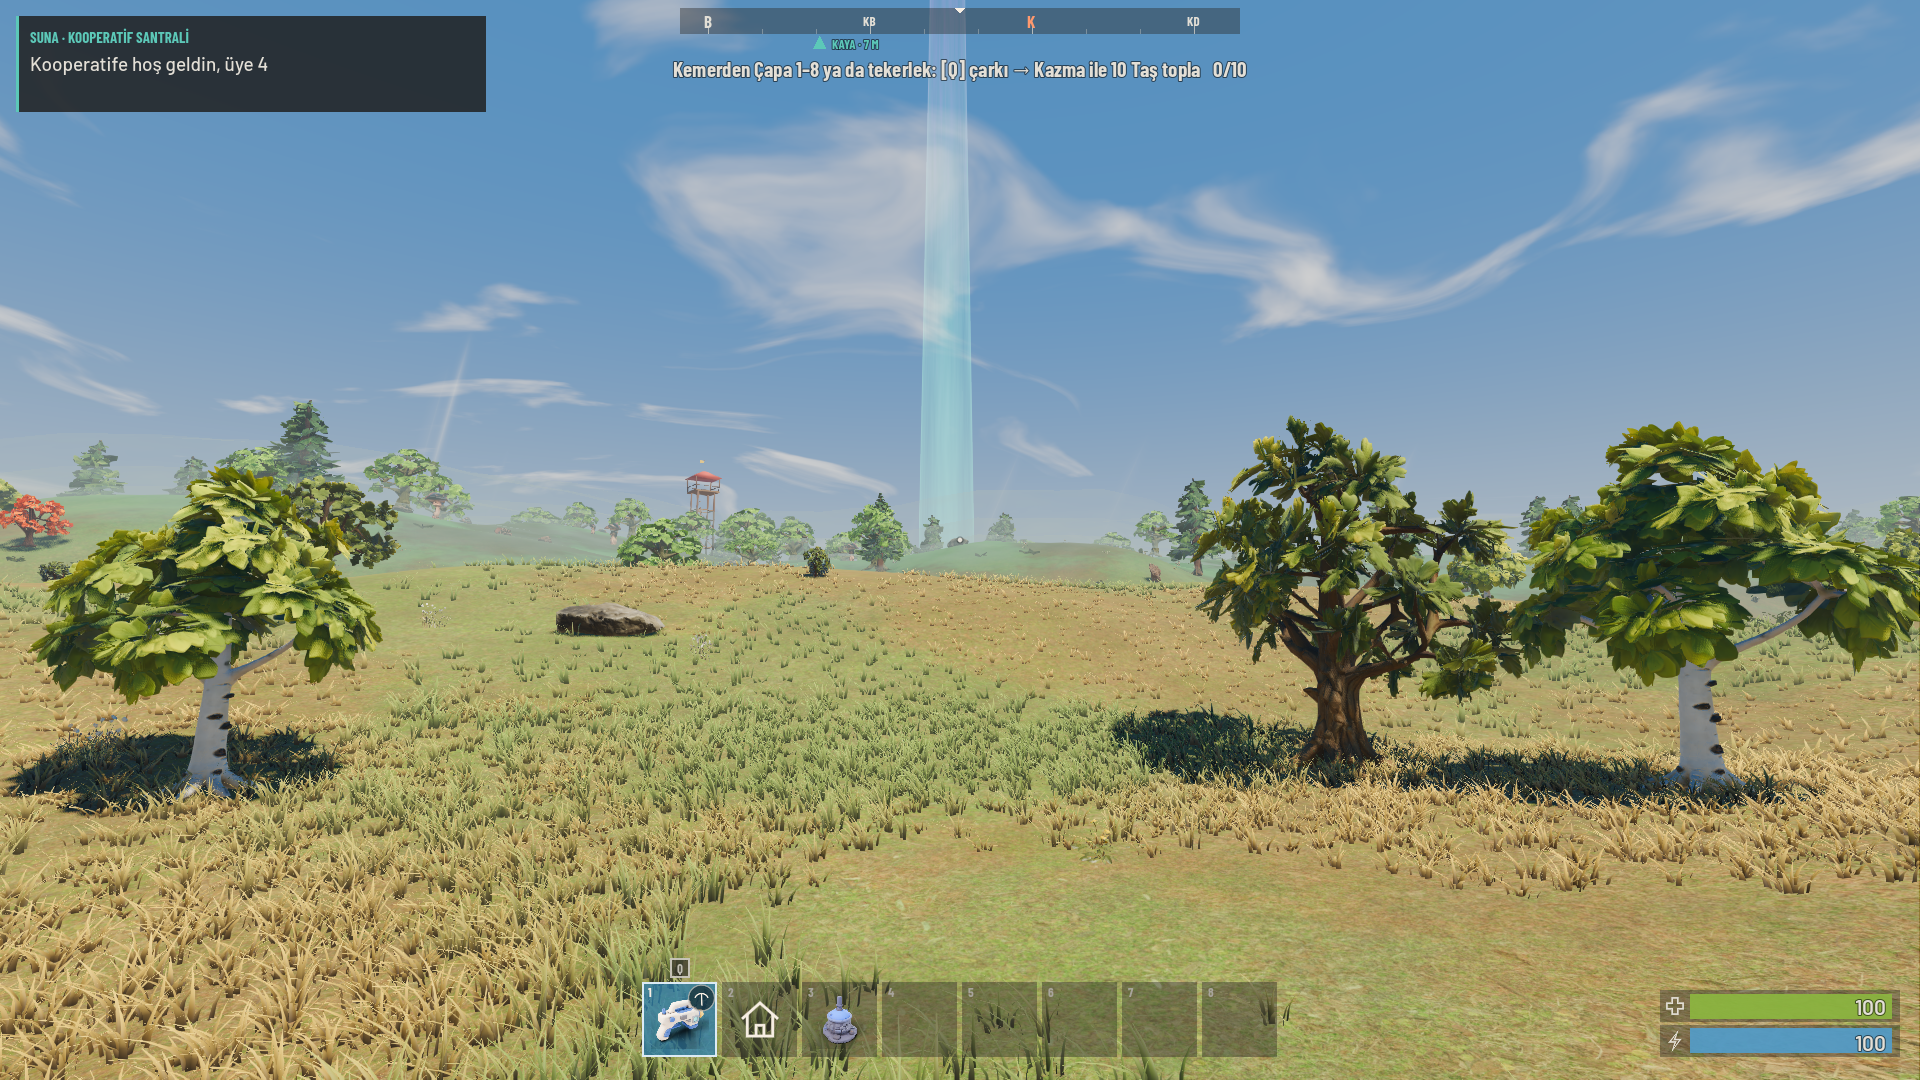 SUNA · KOOPERATİF SANTRALİ
Kooperatife hoş geldin, üye 4
B KB K KD
KAYA · 7 M
Kemerden Çapa 1-8 ya da tekerlek: [Q] çarkı → Kazma ile 10 Taş topla 0/10
Q
1 2 3 4 5 6 7 8
100
100